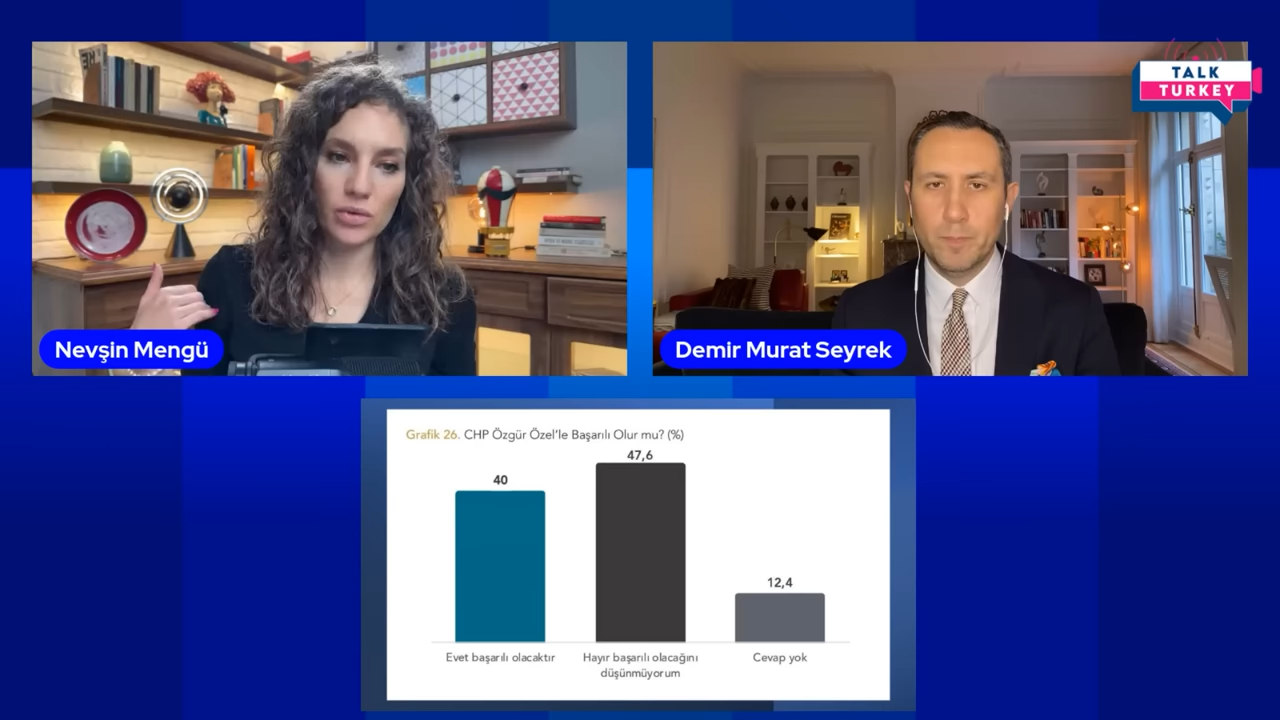 TALK
TURKEY
Nevşin Mengü
Demir Murat Seyrek
Grafik 26. CHP Özgür Özel'le Başarılı Olur mu? (%)
40
47,6
12,4
Evet başarılı olacaktır
Hayır başarılı olacağını
düşünmüyorum
Cevap yok